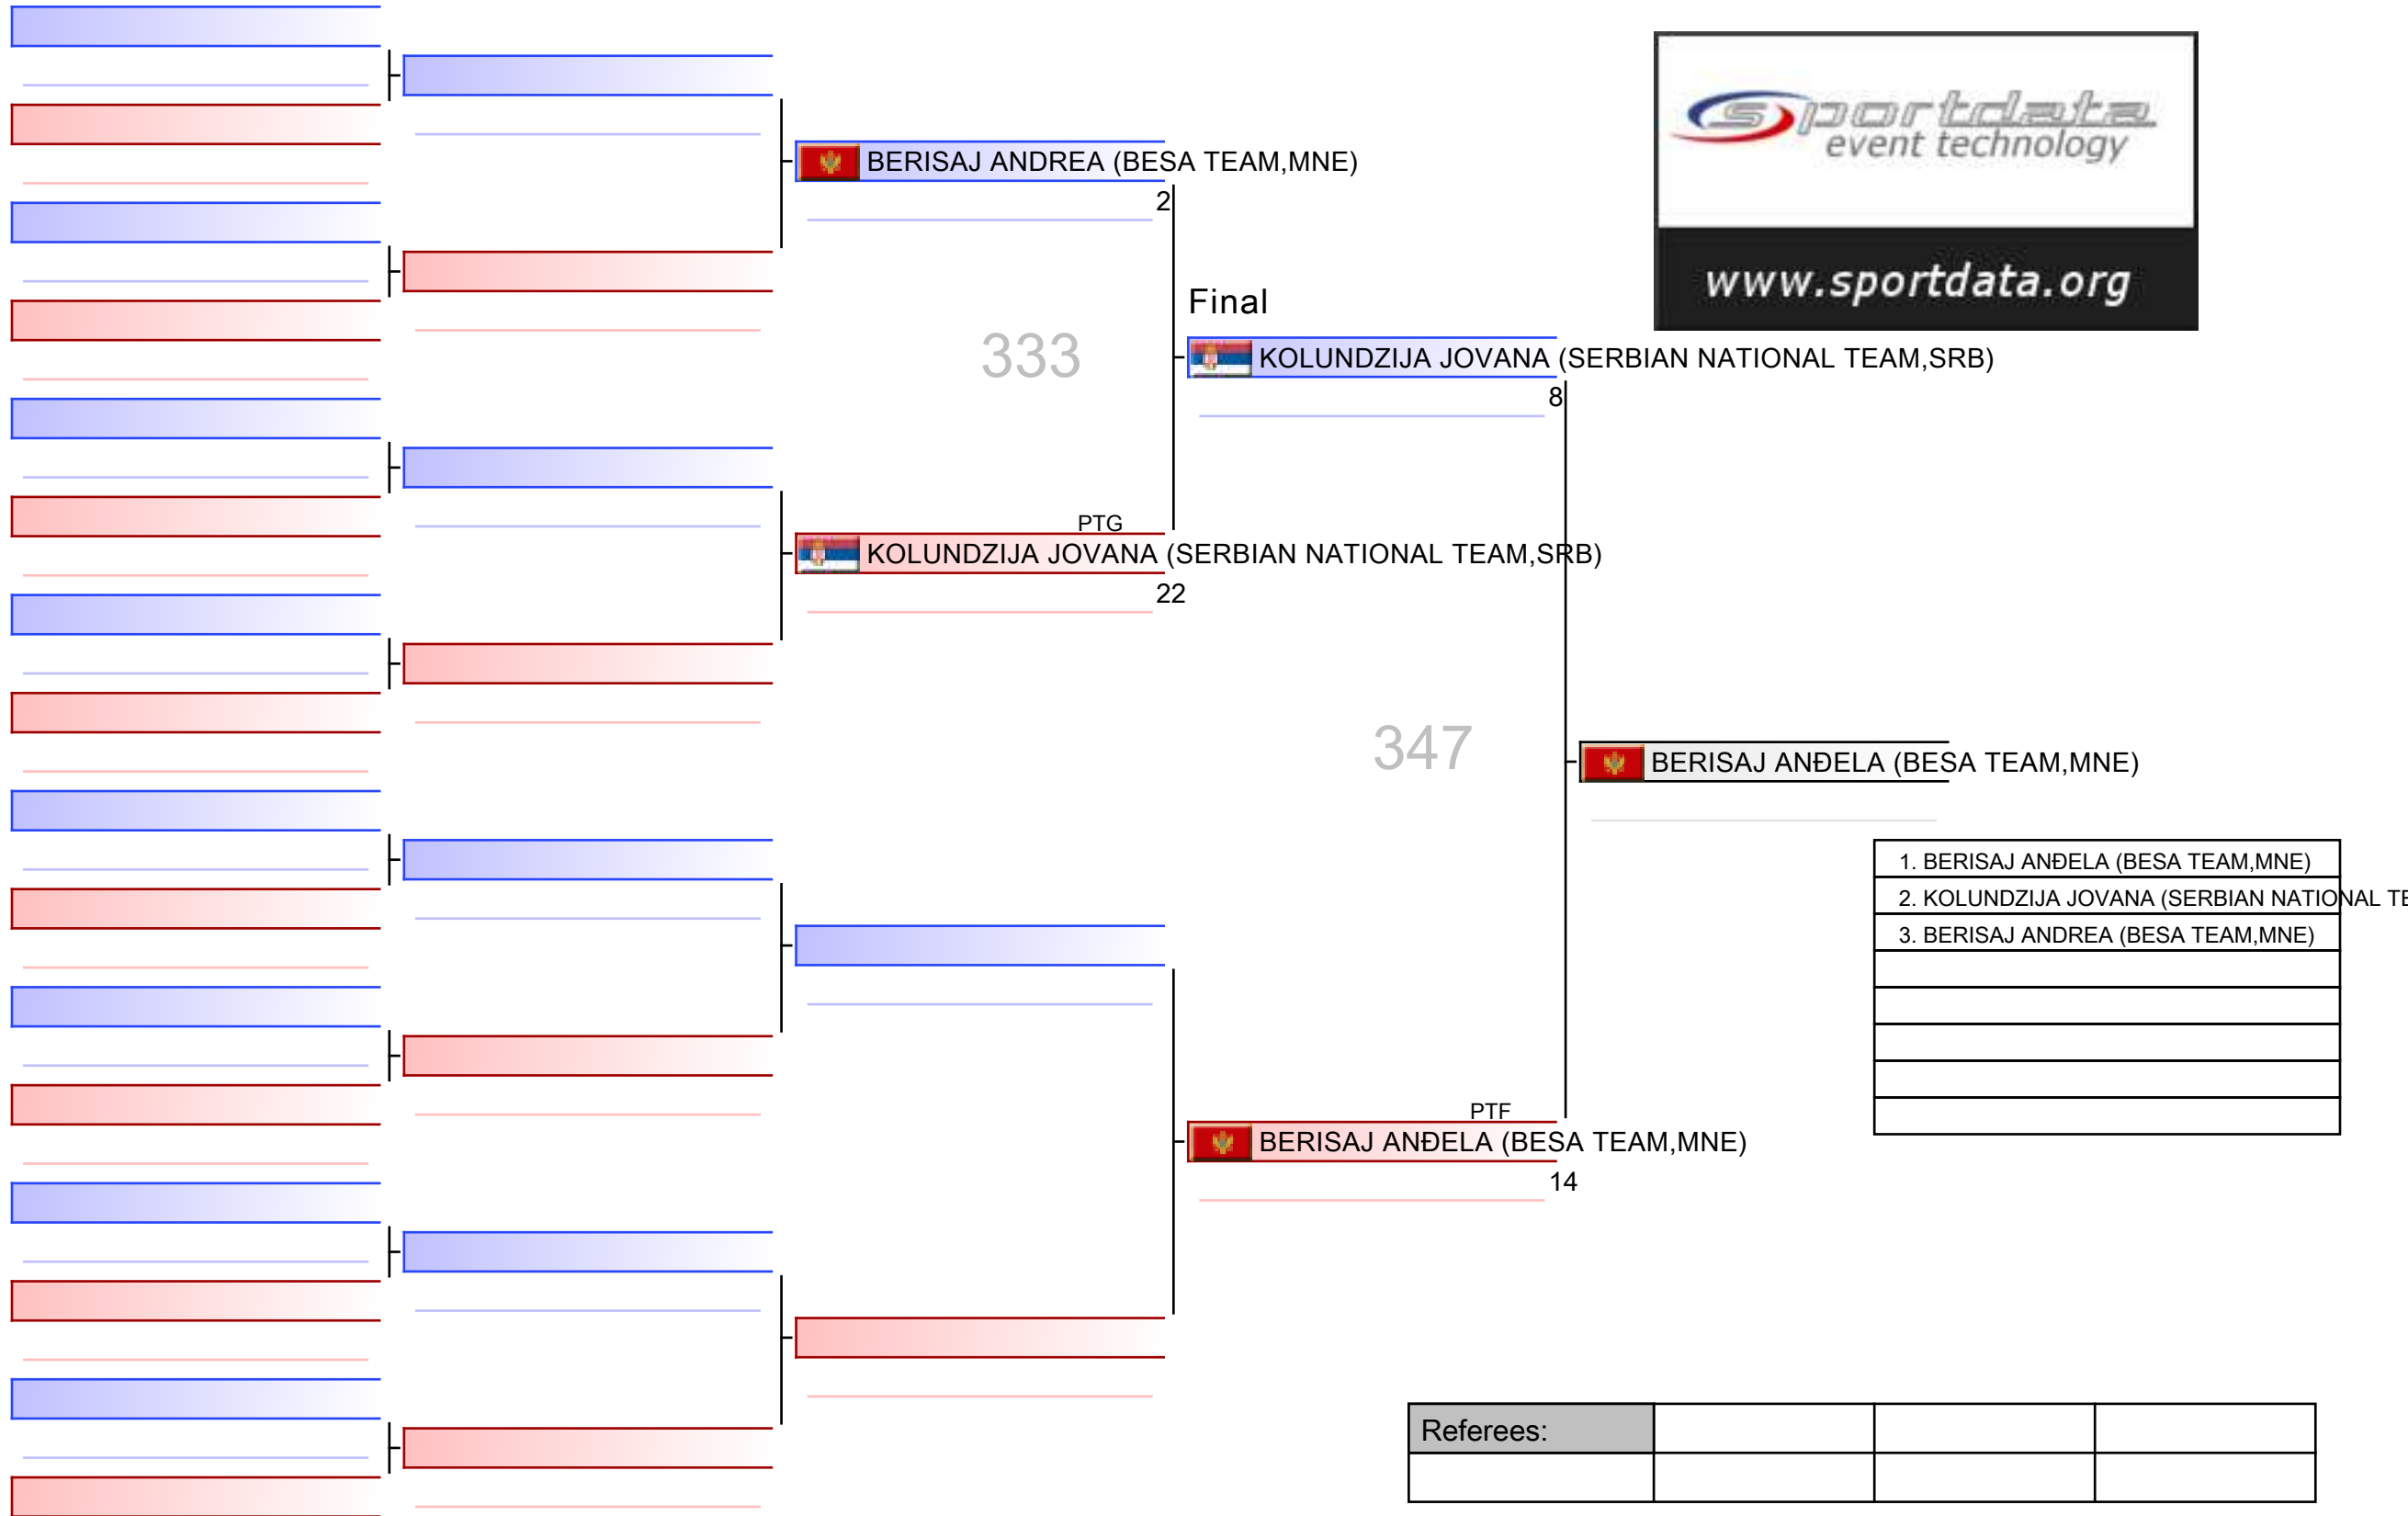 sportdata
event technology
www.sportdata.org
BERISAJ ANDREA (BESA TEAM,MNE)
2
Final
333
KOLUNDZIJA JOVANA (SERBIAN NATIONAL TEAM,SRB)
8
PTG
KOLUNDZIJA JOVANA (SERBIAN NATIONAL TEAM,SRB)
22
347
BERISAJ ANĐELA (BESA TEAM,MNE)
1. BERISAJ ANĐELA (BESA TEAM,MNE)
2. KOLUNDZIJA JOVANA (SERBIAN NATIONAL TE
3. BERISAJ ANDREA (BESA TEAM,MNE)
PTF
BERISAJ ANĐELA (BESA TEAM,MNE)
14
Referees: